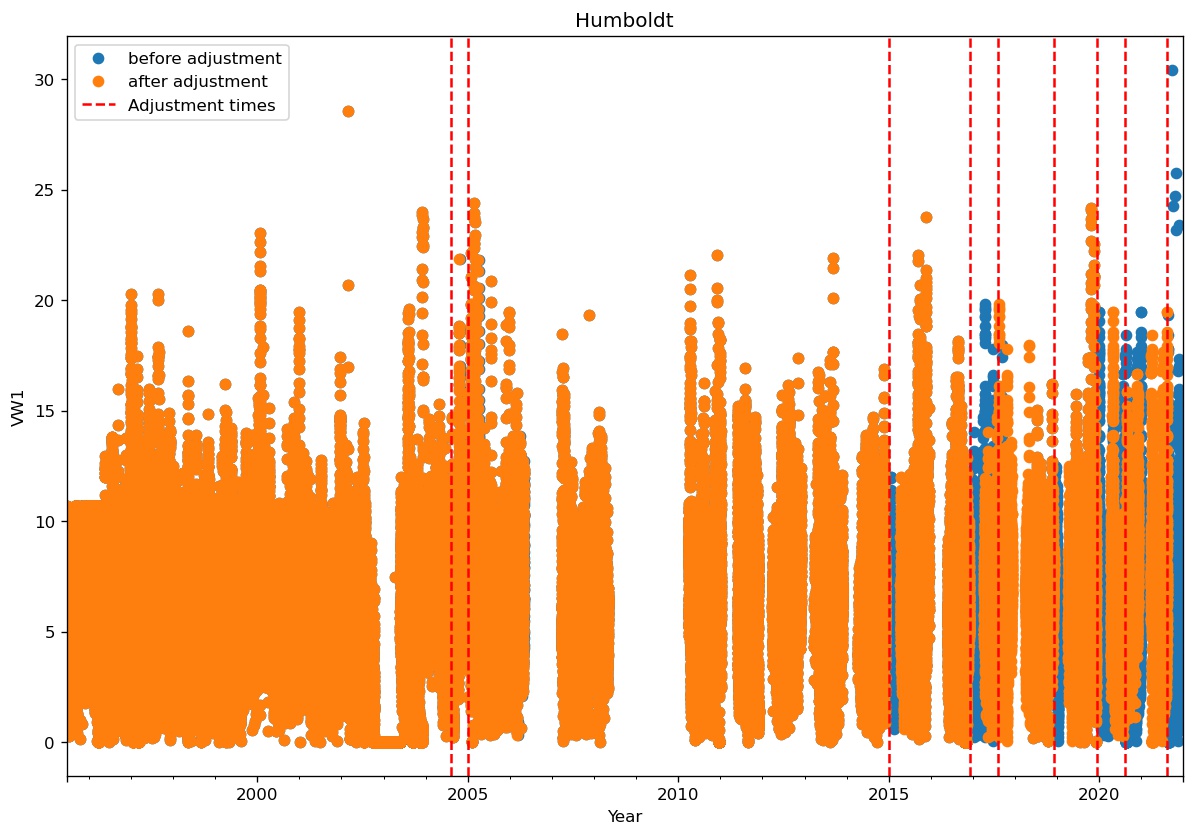 Humboldt
before adjustment
after adjustment
Adjustment times
30
25
20
15
10
5
0
VW1
2000 2005 2010 2015 2020
Year